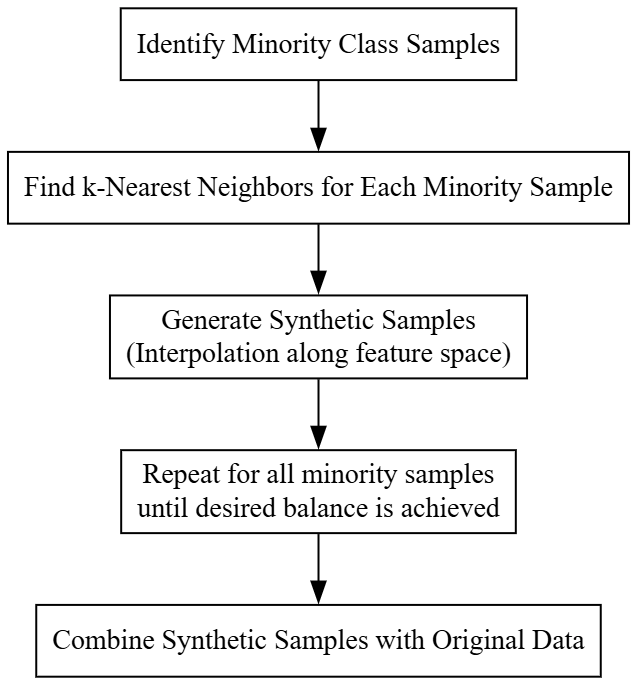 Identify Minority Class Samples
Find k-Nearest Neighbors for Each Minority Sample
Generate Synthetic Samples
(Interpolation along feature space)
Repeat for all minority samples
until desired balance is achieved
Combine Synthetic Samples with Original Data